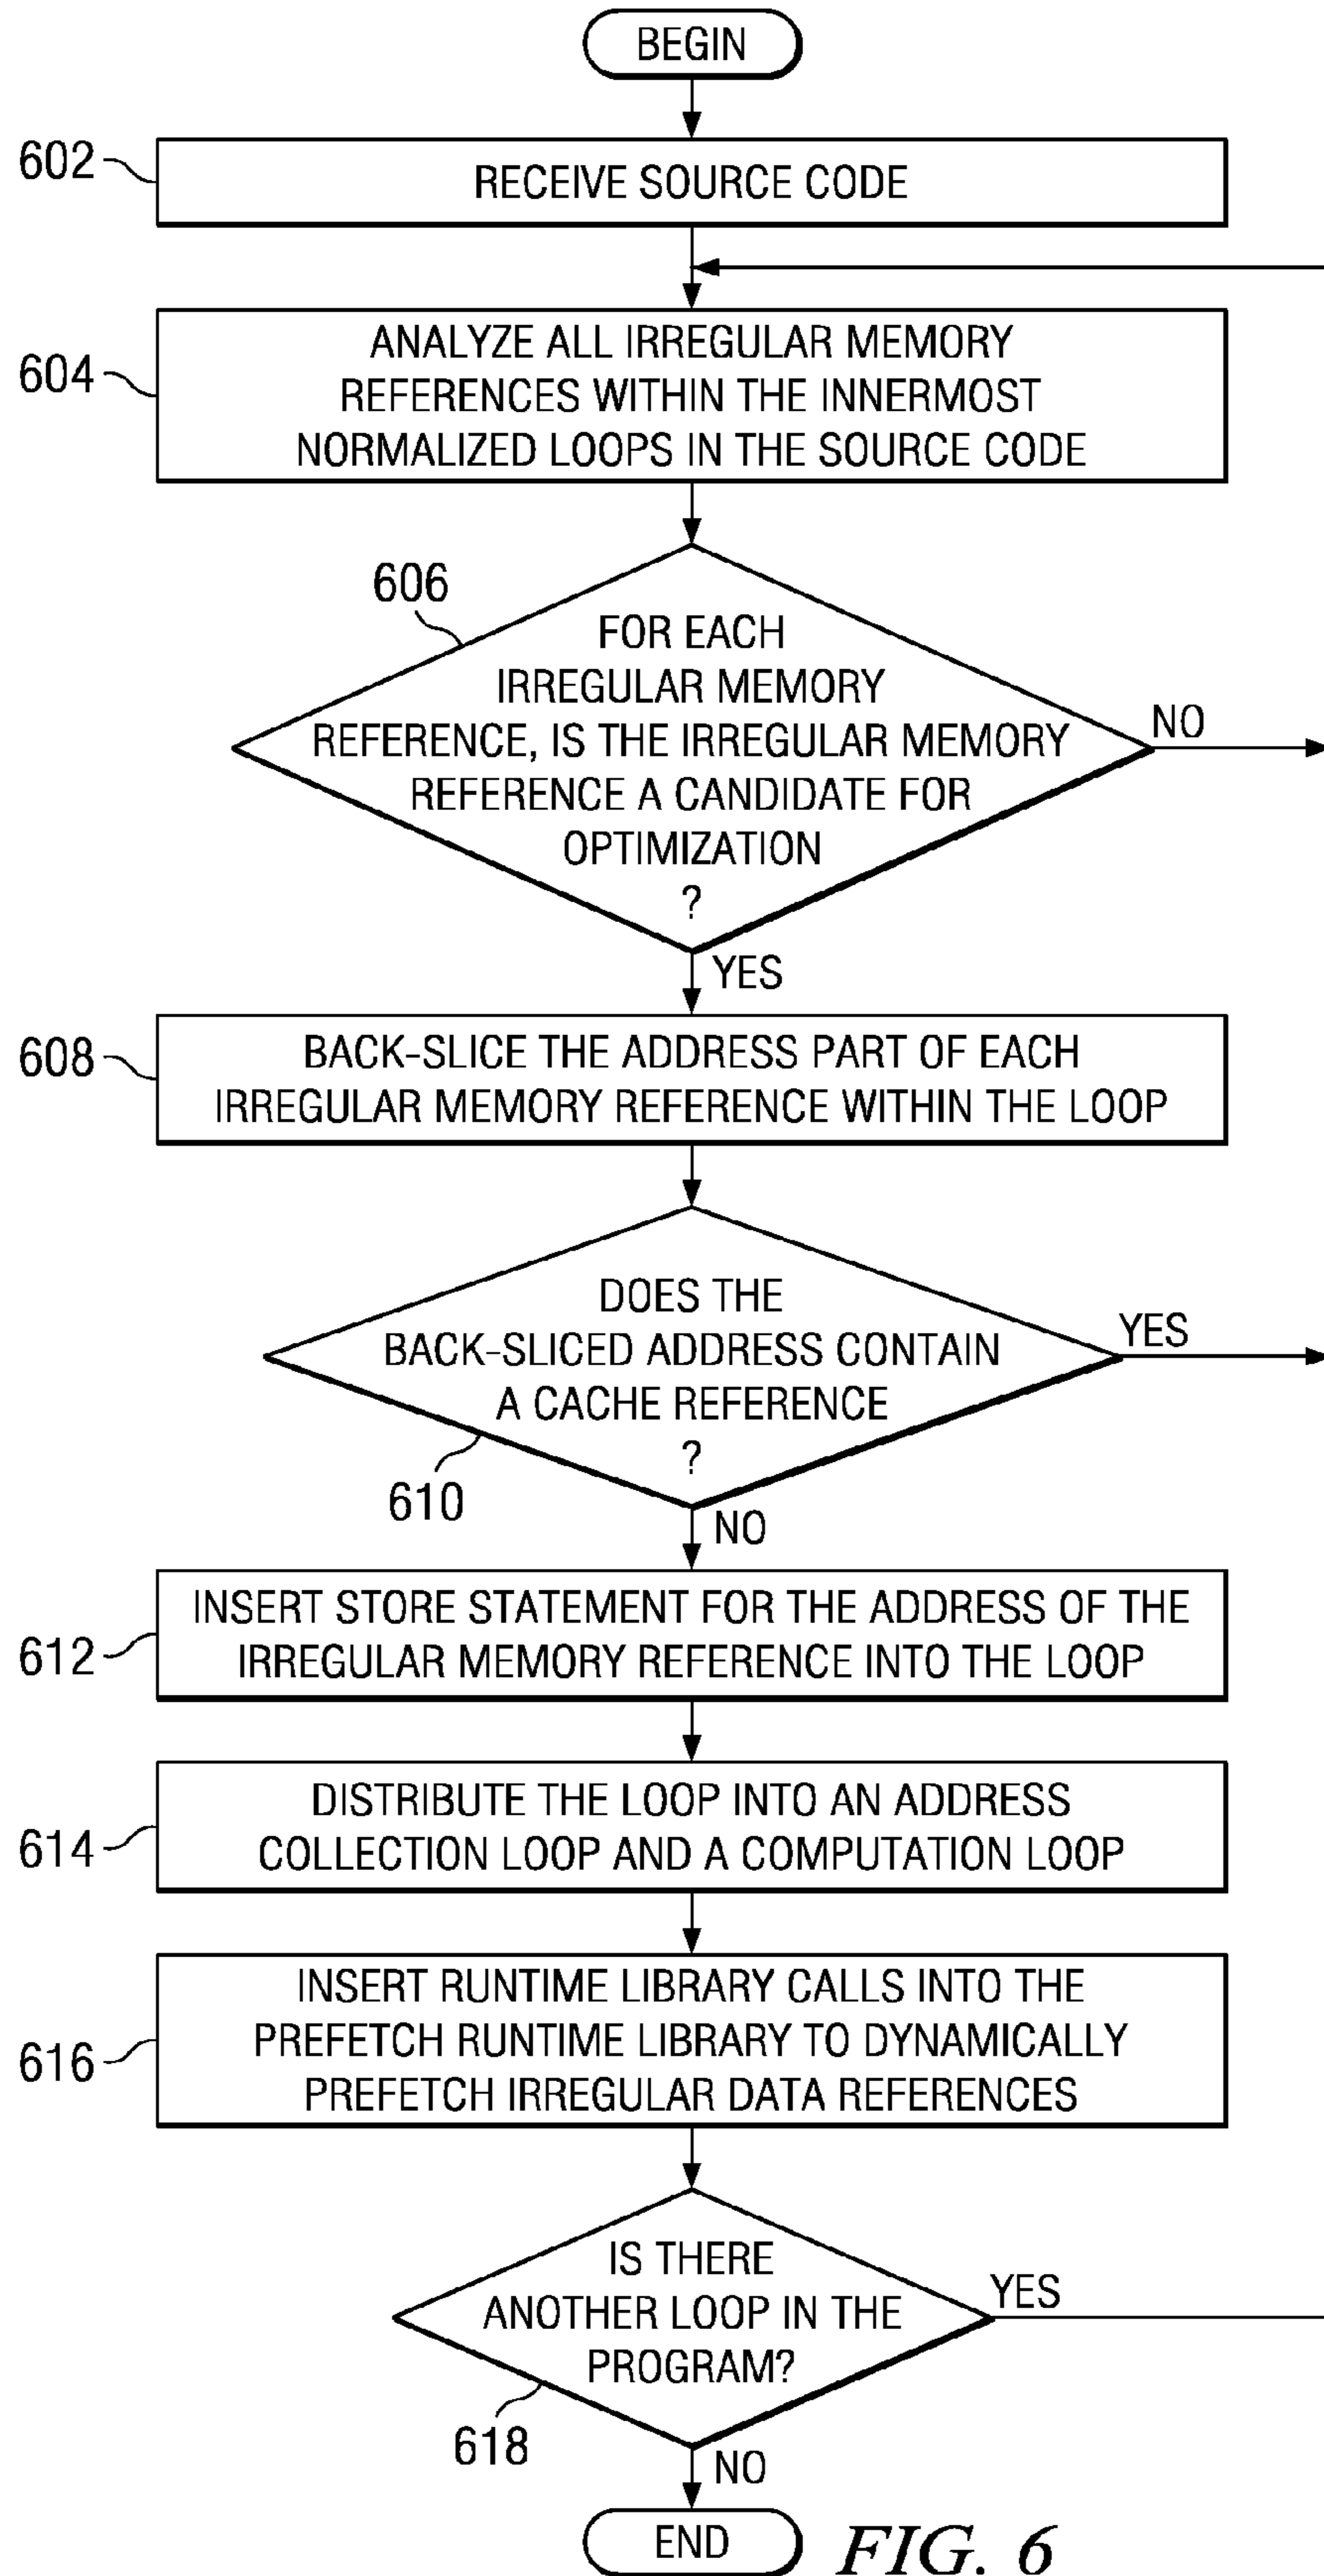 BEGIN
602
RECEIVE SOURCE CODE
604
ANALYZE ALL IRREGULAR MEMORY
REFERENCES WITHIN THE INNERMOST
NORMALIZED LOOPS IN THE SOURCE CODE
606
FOR EACH
IRREGULAR MEMORY
REFERENCE, IS THE IRREGULAR MEMORY
REFERENCE A CANDIDATE FOR
OPTIMIZATION
?
NO
YES
608
BACK-SLICE THE ADDRESS PART OF EACH
IRREGULAR MEMORY REFERENCE WITHIN THE LOOP
DOES THE
BACK-SLICED ADDRESS CONTAIN
A CACHE REFERENCE
?
YES
610
NO
612
INSERT STORE STATEMENT FOR THE ADDRESS OF THE
IRREGULAR MEMORY REFERENCE INTO THE LOOP
614
DISTRIBUTE THE LOOP INTO AN ADDRESS
COLLECTION LOOP AND A COMPUTATION LOOP
616
INSERT RUNTIME LIBRARY CALLS INTO THE
PREFETCH RUNTIME LIBRARY TO DYNAMICALLY
PREFETCH IRREGULAR DATA REFERENCES
IS THERE
ANOTHER LOOP IN THE
PROGRAM?
YES
618
NO
END
FIG. 6